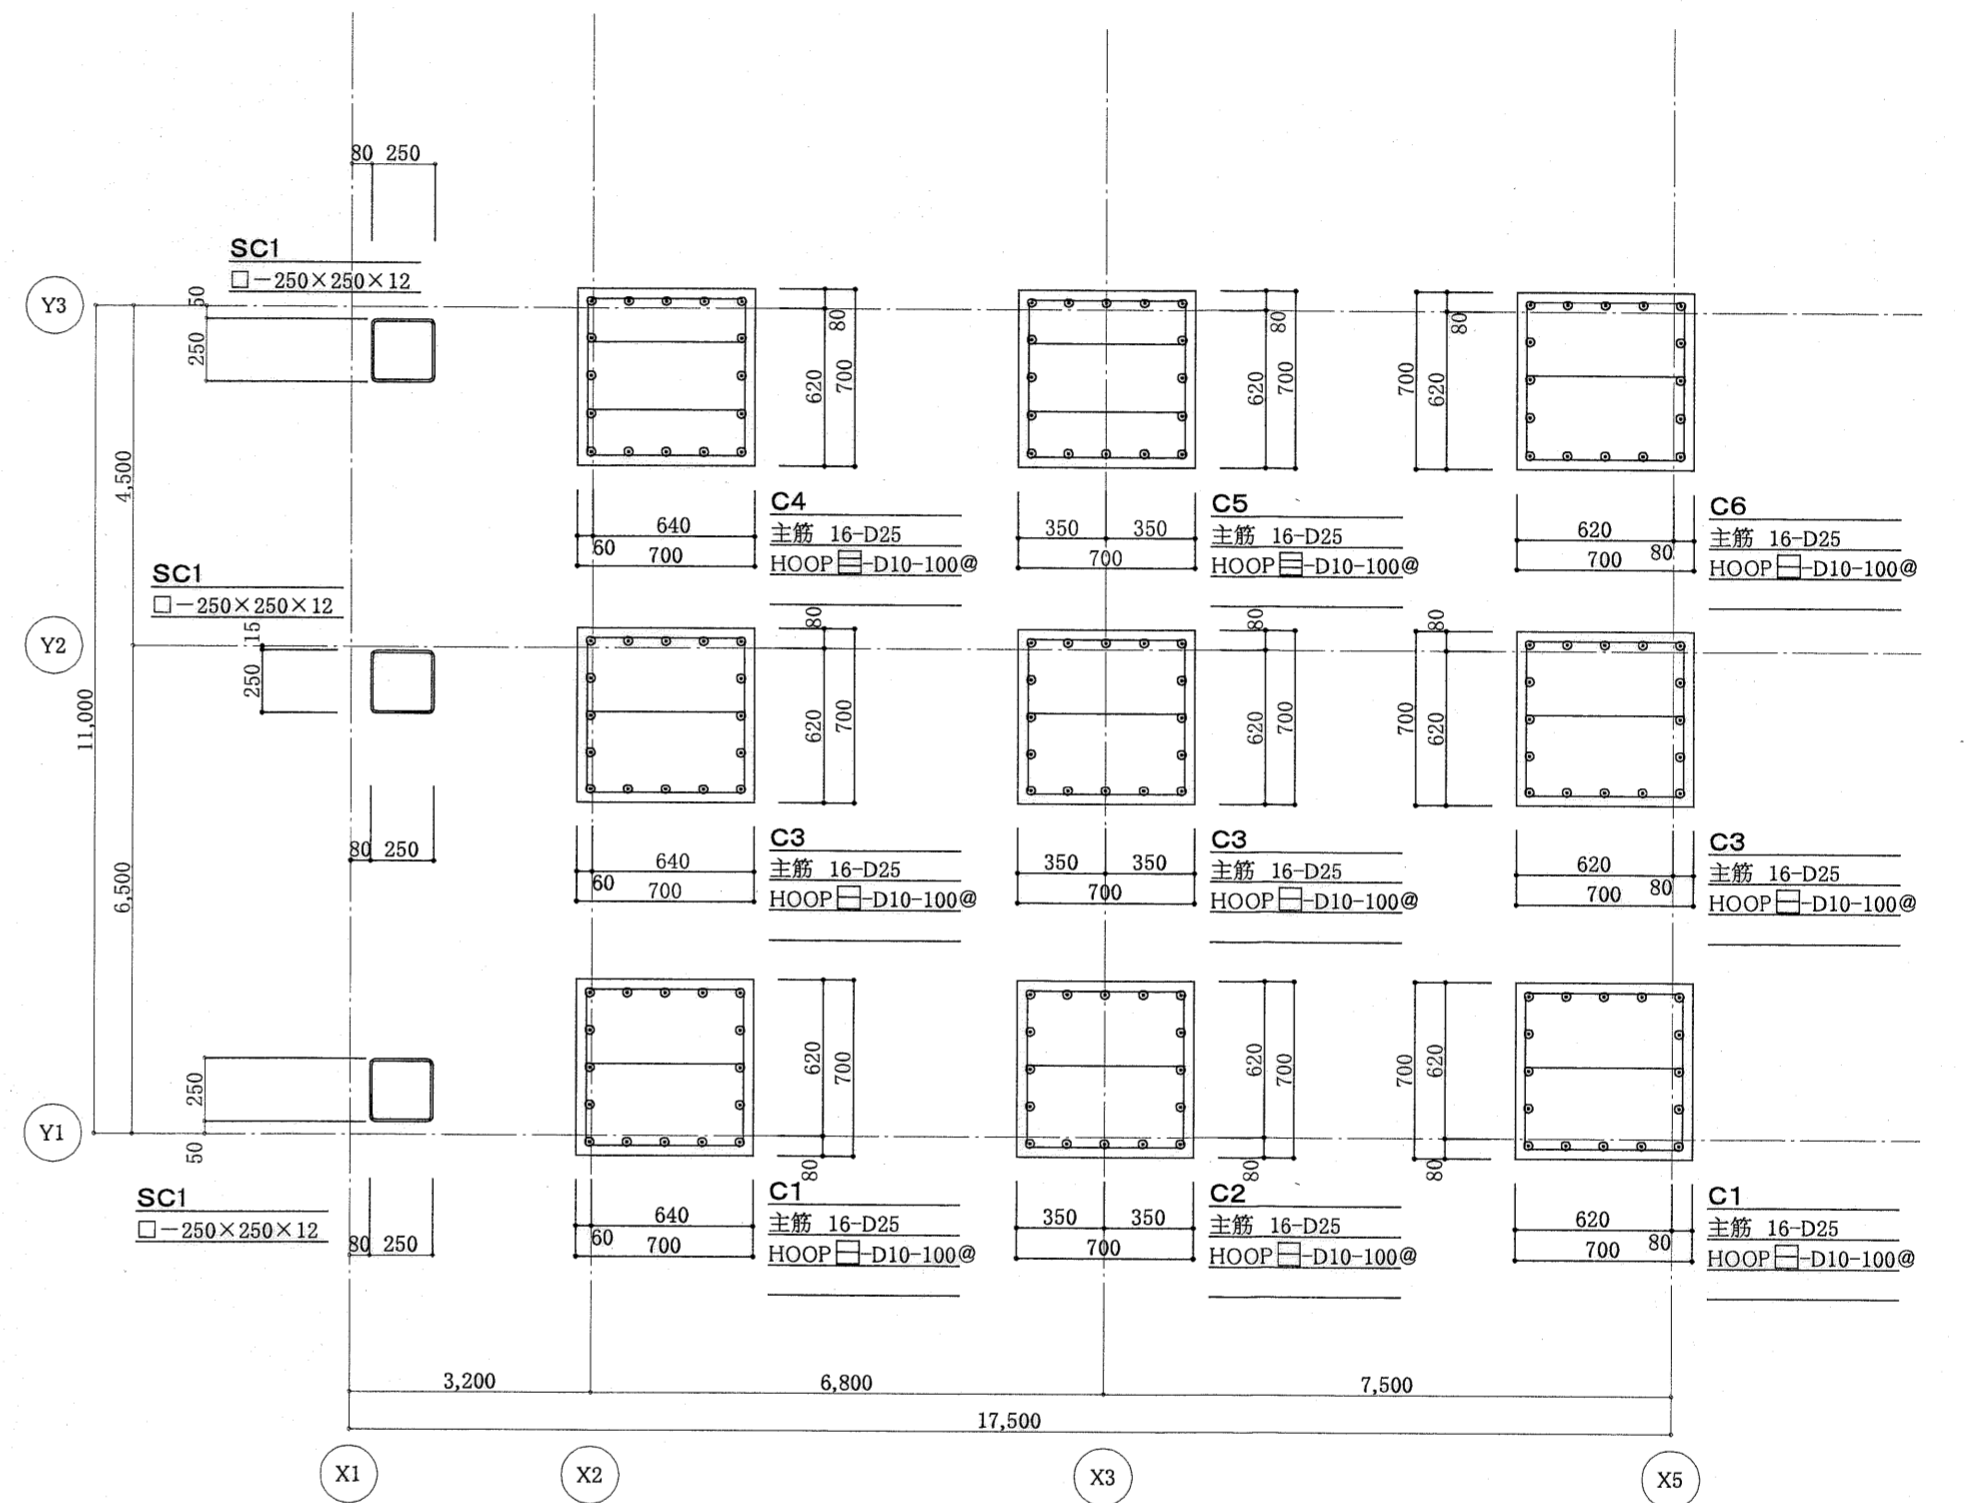 80 250
SC1
□-250×250×12
Y3
50
250
80
620
700
80
620
700
80
620
700
4,500
C4
主筋 16-D25
HOOP -D10-100@
640
60
700
C5
主筋 16-D25
HOOP -D10-100@
350 350
700
C6
主筋 16-D25
HOOP -D10-100@
620
700 80
SC1
□-250×250×12
Y2
15
250
80
620
700
80
620
700
80
620
700
11,000
6,500
80 250
C3
主筋 16-D25
HOOP -D10-100@
640
60
700
C3
主筋 16-D25
HOOP -D10-100@
350 350
700
C3
主筋 16-D25
HOOP -D10-100@
620
700 80
250
Y1
50
620
700
80
620
700
80
700
620
80
SC1
□-250×250×12
80 250
C1
主筋 16-D25
HOOP -D10-100@
640
60
700
C2
主筋 16-D25
HOOP -D10-100@
350 350
700
C1
主筋 16-D25
HOOP -D10-100@
620
700 80
3,200 6,800 7,500
17,500
X1 X2 X3 X5